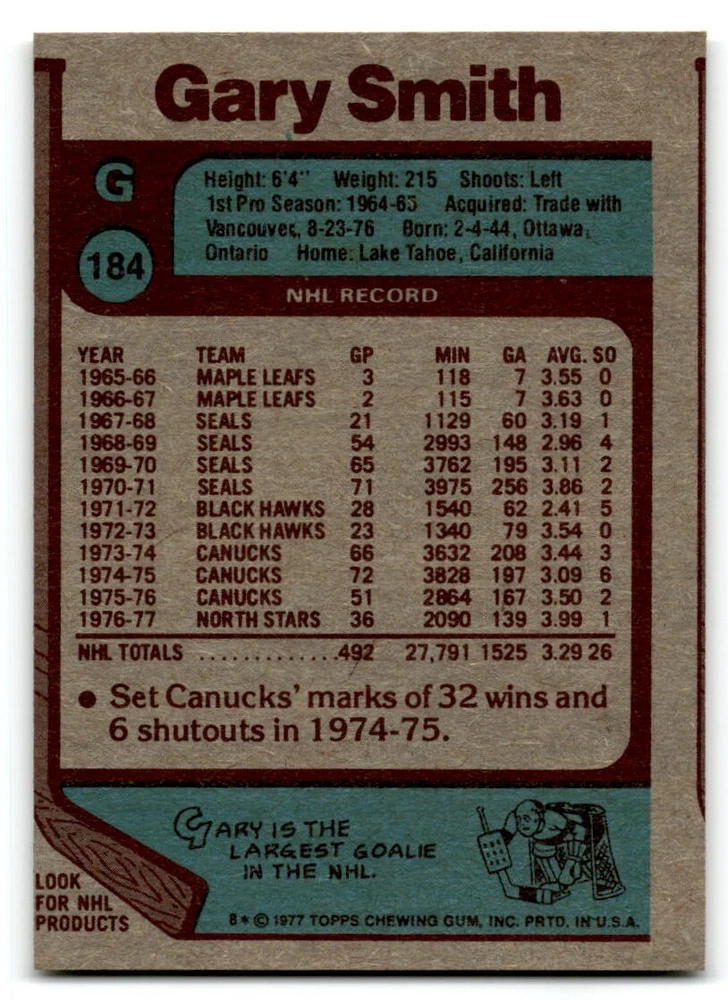 Gary Smith
G
184
Height: 6'4" Weight: 215 Shoots: Left
1st Pro Season: 1964-65 Acquired: Trade with
Vancouver, 8-23-76 Born: 2-4-44, Ottawa,
Ontario Home: Lake Tahoe, California
NHL RECORD
YEAR TEAM GP MIN GA AVG. SO
1965-66 MAPLE LEAFS 3 118 7 3.55 0
1966-67 MAPLE LEAFS 2 115 7 3.63 0
1967-68 SEALS 21 1129 60 3.19 1
1968-69 SEALS 54 2993 148 2.96 4
1969-70 SEALS 65 3762 195 3.11 2
1970-71 SEALS 71 3975 256 3.86 2
1971-72 BLACK HAWKS 28 1540 62 2.41 5
1972-73 BLACK HAWKS 23 1340 79 3.54 0
1973-74 CANUCKS 66 3632 208 3.44 3
1974-75 CANUCKS 72 3828 197 3.09 6
1975-76 CANUCKS 51 2864 167 3.50 2
1976-77 NORTH STARS 36 2090 139 3.99 1
NHL TOTALS .............492 27,791 1525 3.29 26
● Set Canucks' marks of 32 wins and
6 shutouts in 1974-75.
GARY IS THE
LARGEST GOALIE
IN THE NHL.
LOOK
FOR NHL
PRODUCTS
8* © 1977 TOPPS CHEWING GUM, INC. PRTD. IN U.S.A.